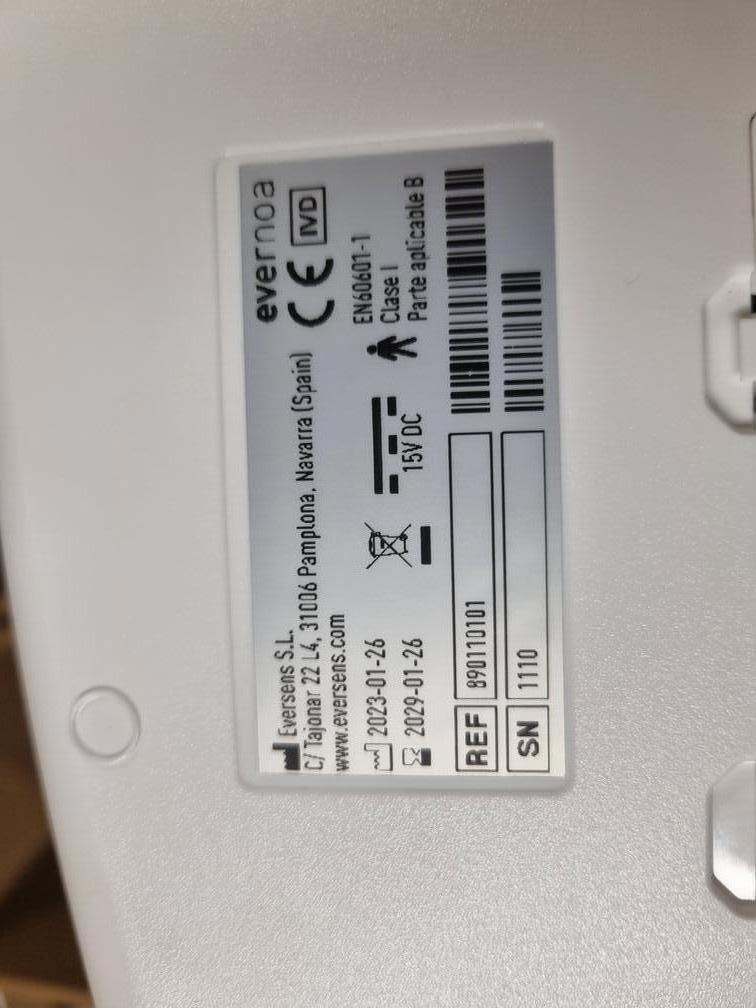 evernoa
Eversens S.L.
C/ Tajonar 22 L4, 31006 Pamplona, Navarra (Spain)
www.eversens.com
CE IVD
2023-01-26
2029-01-26
15V DC
EN60601-1
Clase I
Parte aplicable B
REF 890110101
SN 1110